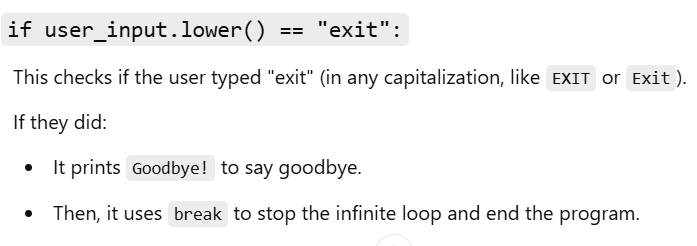 if user_input.lower() == "exit":
This checks if the user typed "exit" (in any capitalization, like EXIT or Exit).
If they did:
• It prints Goodbye! to say goodbye.
• Then, it uses break to stop the infinite loop and end the program.